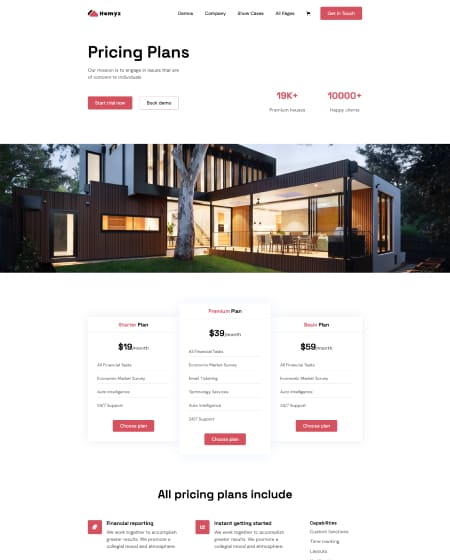 Homyz
Demos Company Show Cases All Pages Get In Touch
Pricing Plans
Our mission is to engage in issues that are
of concern to individuals
Start trial now Book demo
19K+ 10000+
Premium houses Happy clients
Starter Plan
$19/month
All Financial Tasks
Economic Market Survey
Auto Intelligence
24/7 Support
Choose plan
Premium Plan
$39/month
All Financial Tasks
Economic Market Survey
Email Ticketing
Technology Services
Auto Intelligence
24/7 Support
Choose plan
Basin Plan
$59/month
All Financial Tasks
Economic Market Survey
Auto Intelligence
24/7 Support
Choose plan
All pricing plans include
Financial reporting
We work together to accomplish
greater results. We promote a
collegial mood and atmosphere.
Instant getting started
We work together to accomplish
greater results. We promote a
collegial mood and atmosphere.
Capabilities
Custom functions
Time tracking
Layouts